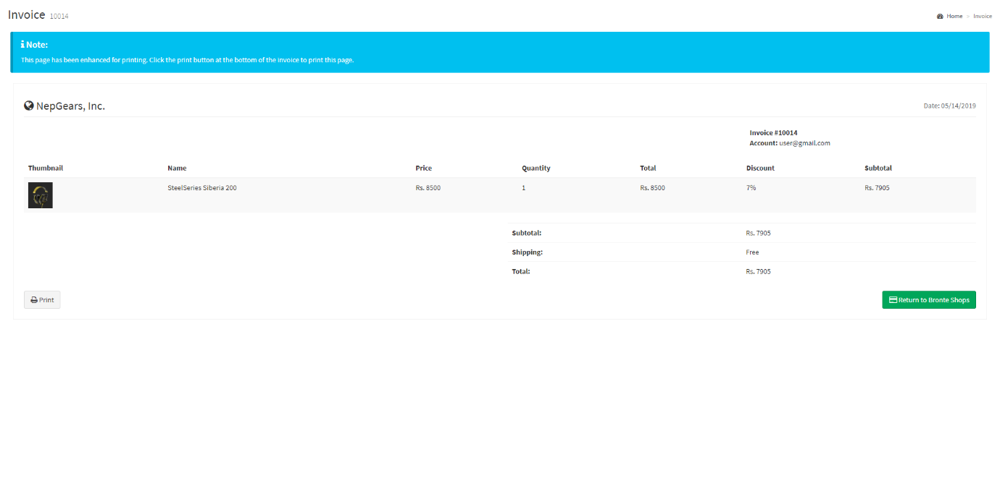 Invoice 10014
Home > Invoice
Note:
This page has been enhanced for printing. Click the print button at the bottom of the invoice to print this page.
NepGears, Inc.
Date: 05/14/2019
Invoice #10014
Account: user@gmail.com
Thumbnail Name Price Quantity Total Discount Subtotal
SteelSeries Siberia 200 Rs. 8500 1 Rs. 8500 7% Rs. 7905
Subtotal: Rs. 7905
Shipping: Free
Total: Rs. 7905
Print
Return to Bronte Shops